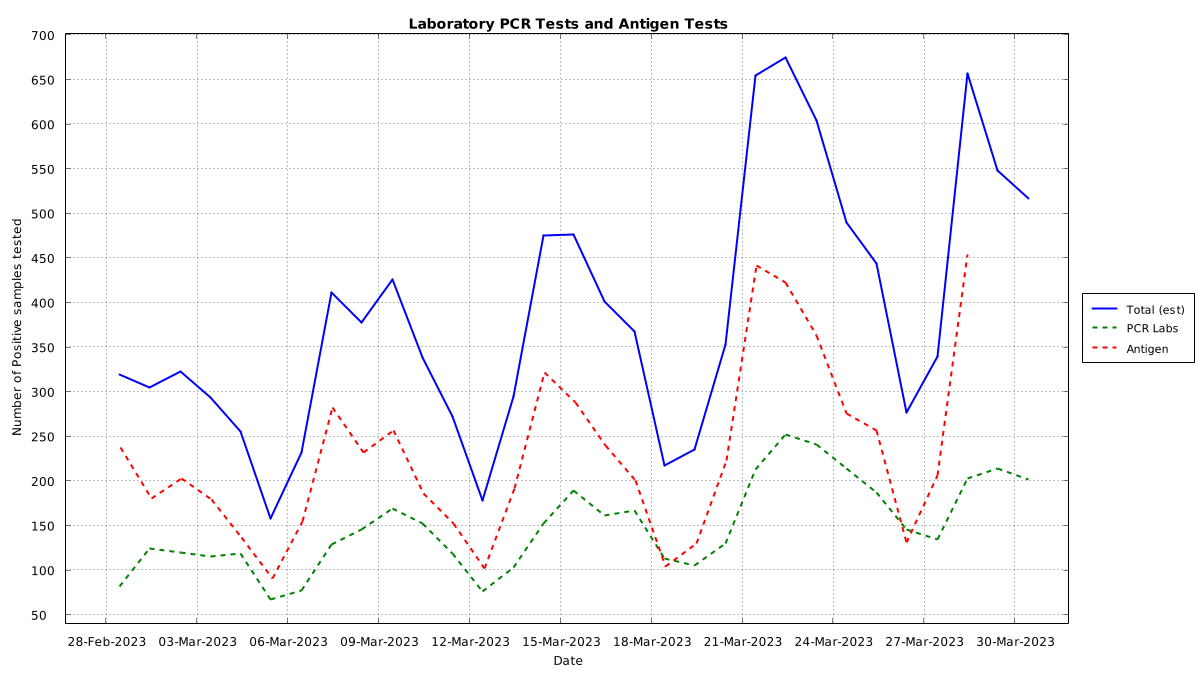 Laboratory PCR Tests and Antigen Tests
700
650
600
550
500
450
400
350
300
250
200
150
100
50
Number of Positive samples tested
28-Feb-2023 03-Mar-2023 06-Mar-2023 09-Mar-2023 12-Mar-2023 15-Mar-2023 18-Mar-2023 21-Mar-2023 24-Mar-2023 27-Mar-2023 30-Mar-2023
Date
Total (est)
PCR Labs
Antigen